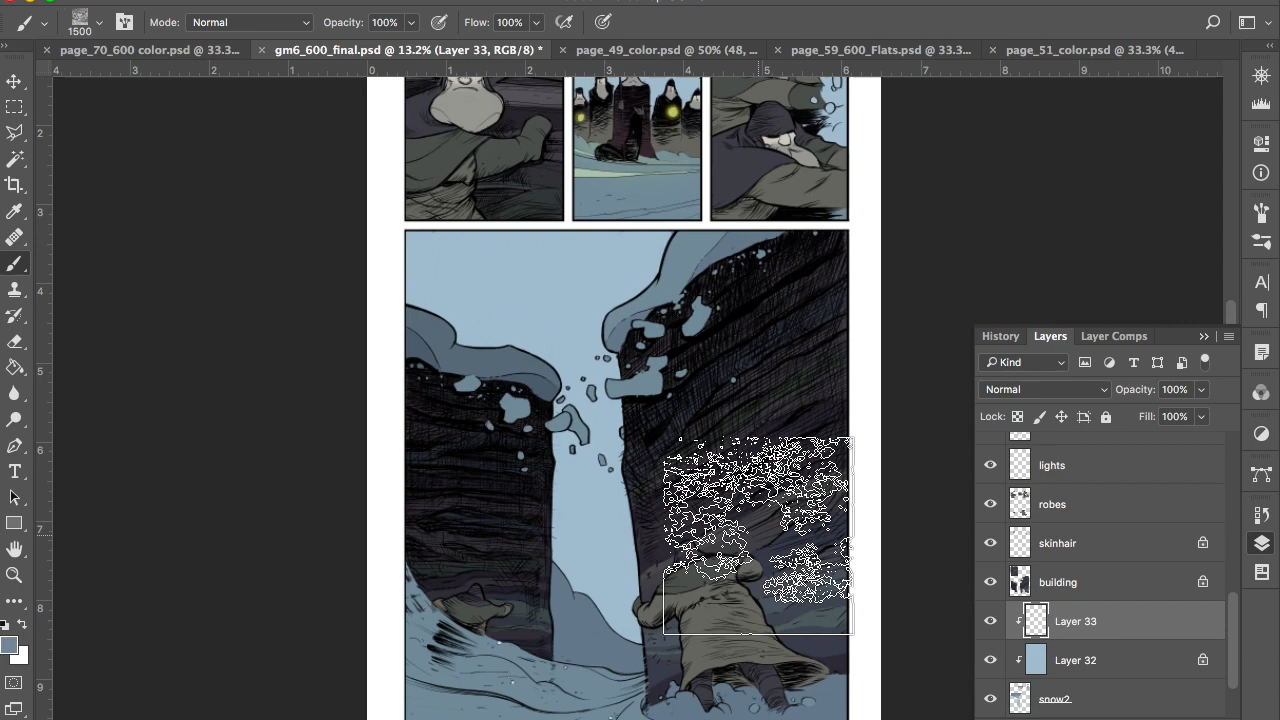 1500
Mode:
Normal
Opacity:
100%
Flow:
100%
page_70_600 color.psd @ 33.3...
gm6_600_final.psd @ 13.2% (Layer 33, RGB/8) *
page_49_color.psd @ 50% (48, ...
page_59_600_Flats.psd @ 33.3...
page_51_color.psd @ 33.3% (4...
4 3 2 1 0 1 2 3 4 5 6 7 8 9 10
2
3
4
5
6
7
8
9
History
Layers
Layer Comps
Kind
Normal
Opacity:
100%
Lock:
Fill:
100%
lights
robes
skinhair
building
Layer 33
Layer 32
snow2